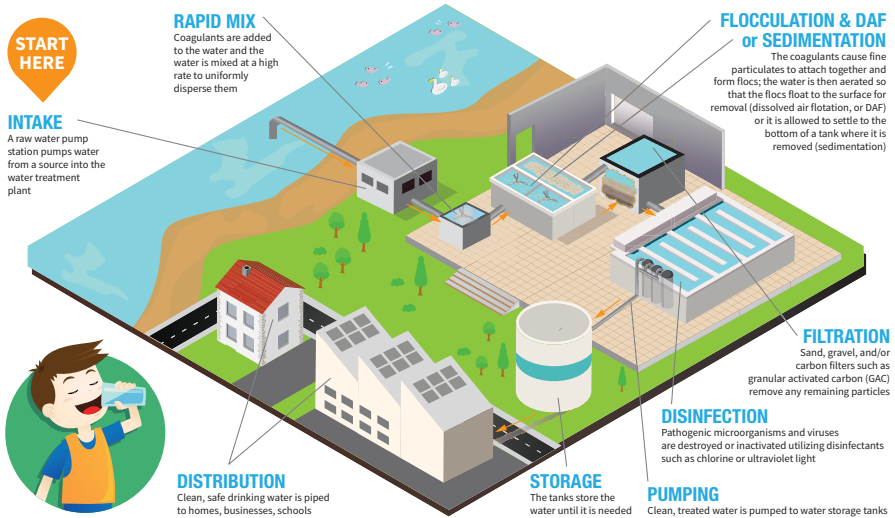 START
HERE
INTAKE
A raw water pump
station pumps water
from a source into the
water treatment
plant
RAPID MIX
Coagulants are added
to the water and the
water is mixed at a high
rate to uniformly
disperse them
FLOCCULATION & DAF
or SEDIMENTATION
The coagulants cause fine
particulates to attach together and
form flocs; the water is then aerated so
that the flocs float to the surface for
removal (dissolved air flotation, or DAF)
or it is allowed to settle to the
bottom of a tank where it is
removed (sedimentation)
FILTRATION
Sand, gravel, and/or
carbon filters such as
granular activated carbon (GAC)
remove any remaining particles
DISINFECTION
Pathogenic microorganisms and viruses
are destroyed or inactivated utilizing disinfectants
such as chlorine or ultraviolet light
PUMPING
Clean, treated water is pumped to water storage tanks
STORAGE
The tanks store the
water until it is needed
DISTRIBUTION
Clean, safe drinking water is piped
to homes, businesses, schools